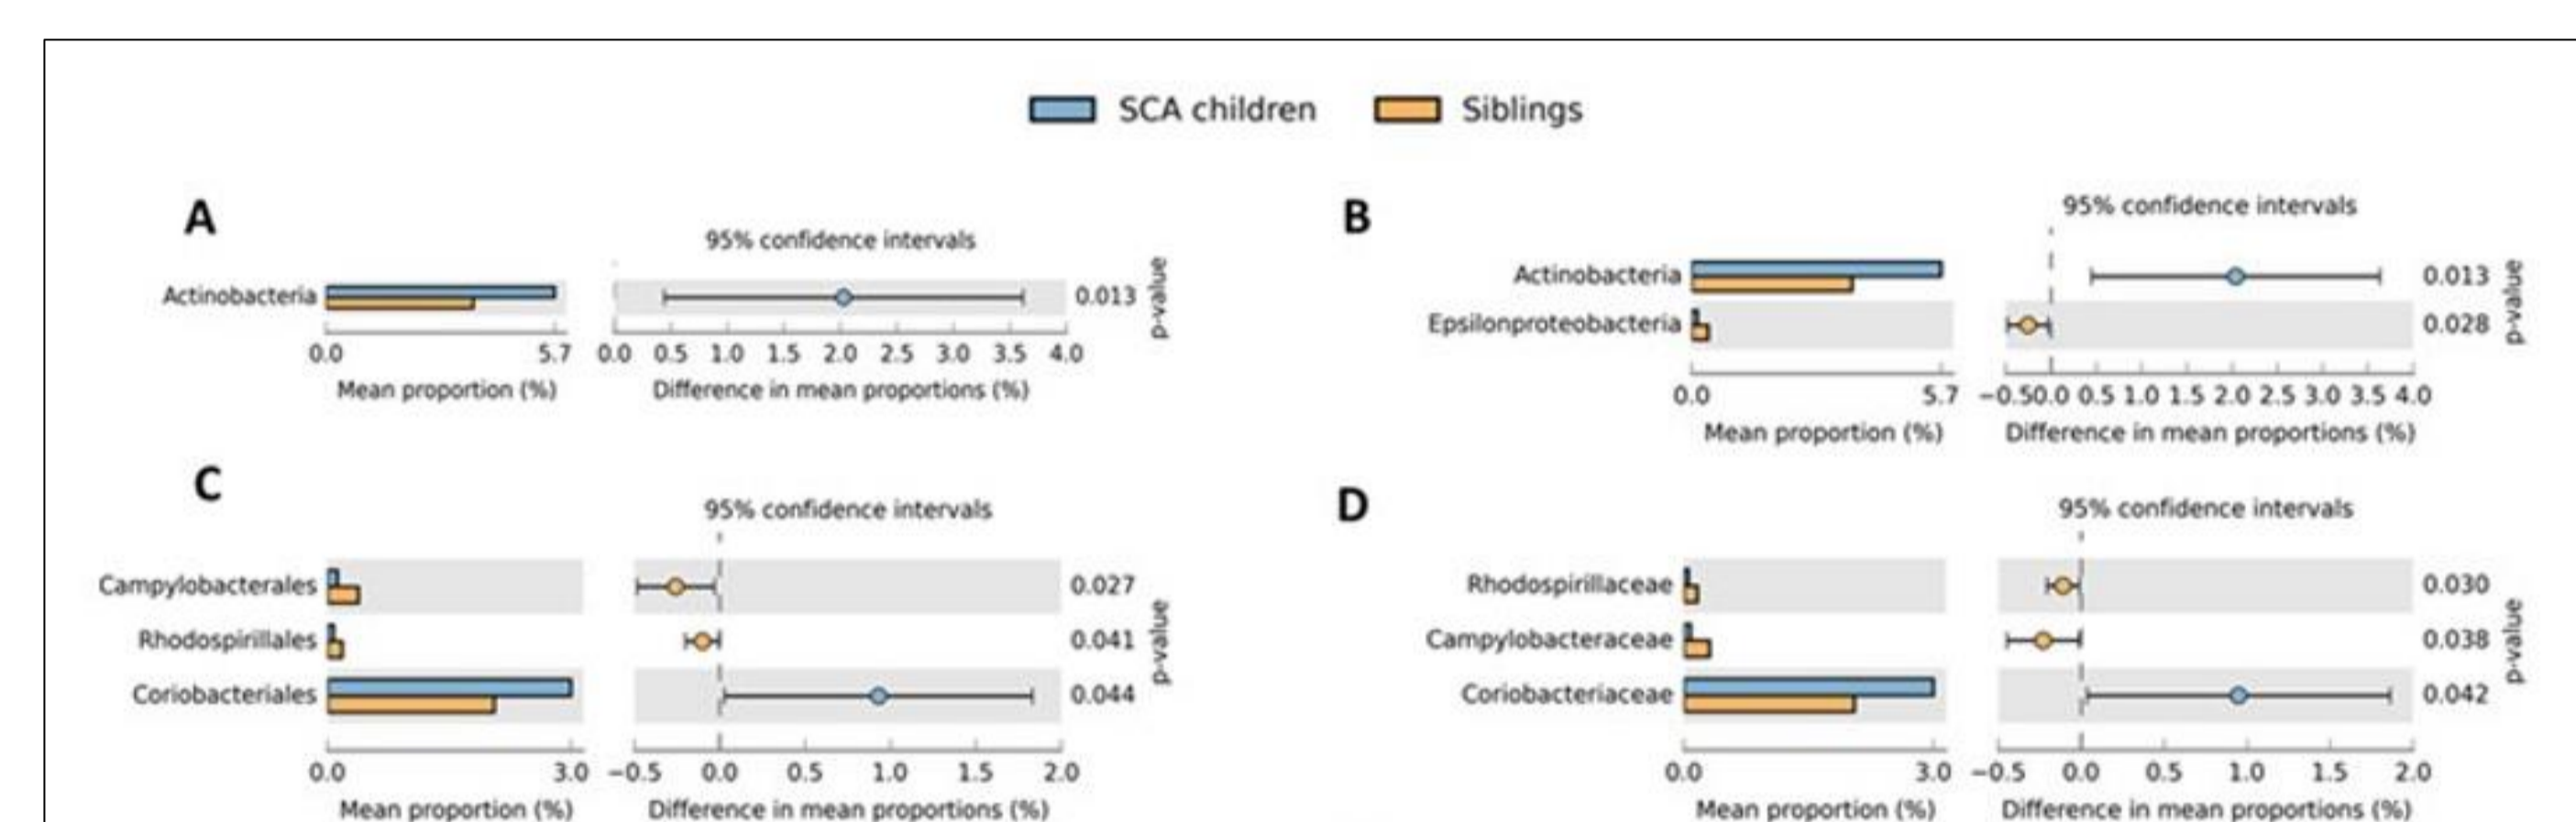 SCA children Siblings
A
95% confidence intervals
Actinobacteria
0.013
p-value
0.0 5.7 0.0 0.5 1.0 1.5 2.0 2.5 3.0 3.5 4.0
Mean proportion (%) Difference in mean proportions (%)
B
95% confidence intervals
Actinobacteria
0.013
Epsilonproteobacteria
0.028
p-value
0.0 5.7 −0.5 0.0 0.5 1.0 1.5 2.0 2.5 3.0 3.5 4.0
Mean proportion (%) Difference in mean proportions (%)
C
95% confidence intervals
Campylobacterales
0.027
Rhodospirillales
0.041
Coriobacteriales
0.044
p-value
0.0 3.0 −0.5 0.0 0.5 1.0 1.5 2.0
Mean proportion (%) Difference in mean proportions (%)
D
95% confidence intervals
Rhodospirillaceae
0.030
Campylobacteraceae
0.038
Coriobacteriaceae
0.042
p-value
0.0 3.0 −0.5 0.0 0.5 1.0 1.5 2.0
Mean proportion (%) Difference in mean proportions (%)